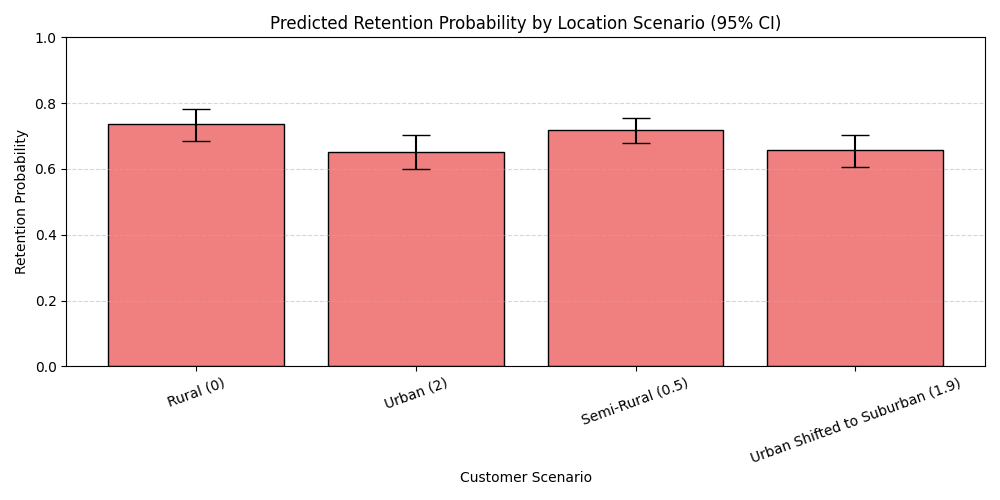 Predicted Retention Probability by Location Scenario (95% CI)
Retention Probability
1.0
0.8
0.6
0.4
0.2
0.0
Rural (0)
Urban (2)
Semi-Rural (0.5)
Urban Shifted to Suburban (1.9)
Customer Scenario